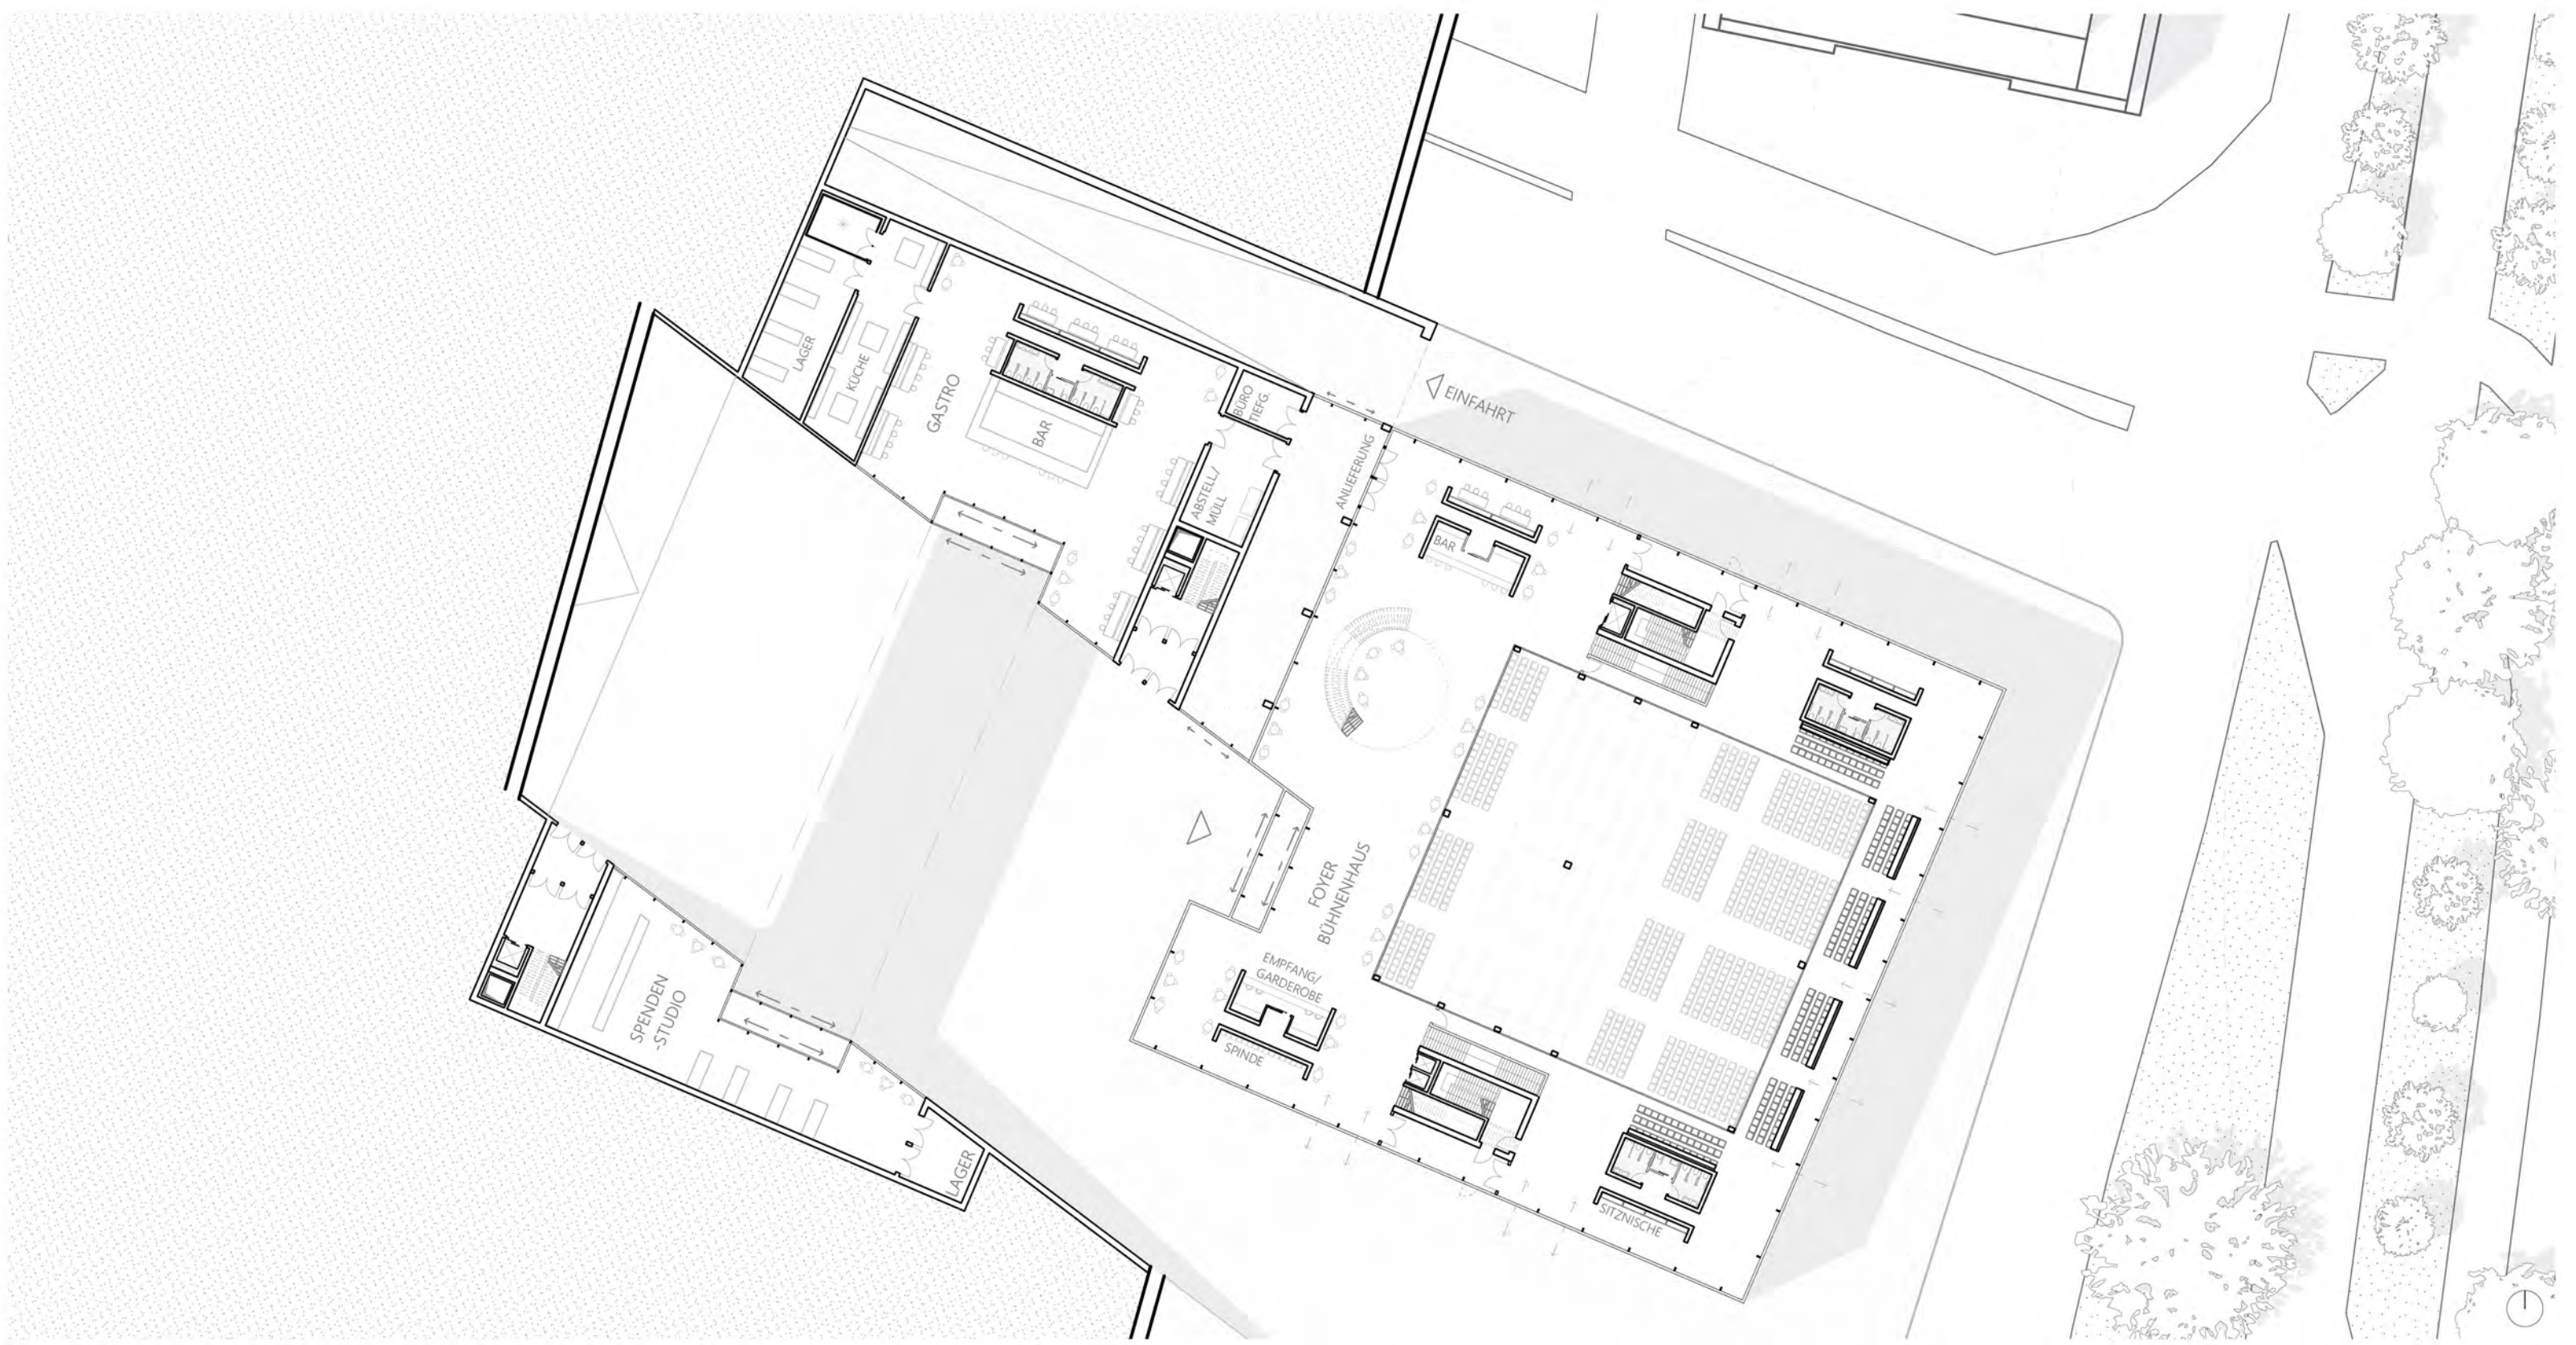 EINFAHRT
LAGER
KÜCHE
GASTRO
BAR
BÜRO
TIEFG.
ANLIEFERUNG
ABSTELL/
MÜLL
BAR
FOYER
BÜHNENHAUS
EMPFANG/
GARDEROBE
SPINDE
SPENDEN
-STUDIO
LAGER
SITZNISCHE